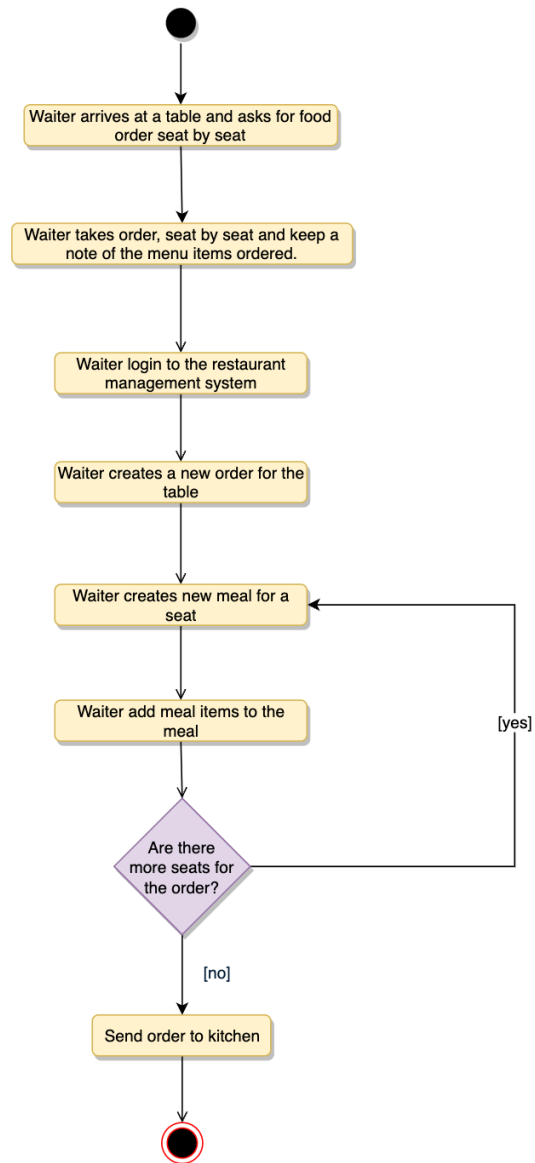 Waiter arrives at a table and asks for food
order seat by seat
Waiter takes order, seat by seat and keep a
note of the menu items ordered.
Waiter login to the restaurant
management system
Waiter creates a new order for the
table
Waiter creates new meal for a
seat
Waiter add meal items to the
meal
[yes]
Are there
more seats for
the order?
[no]
Send order to kitchen